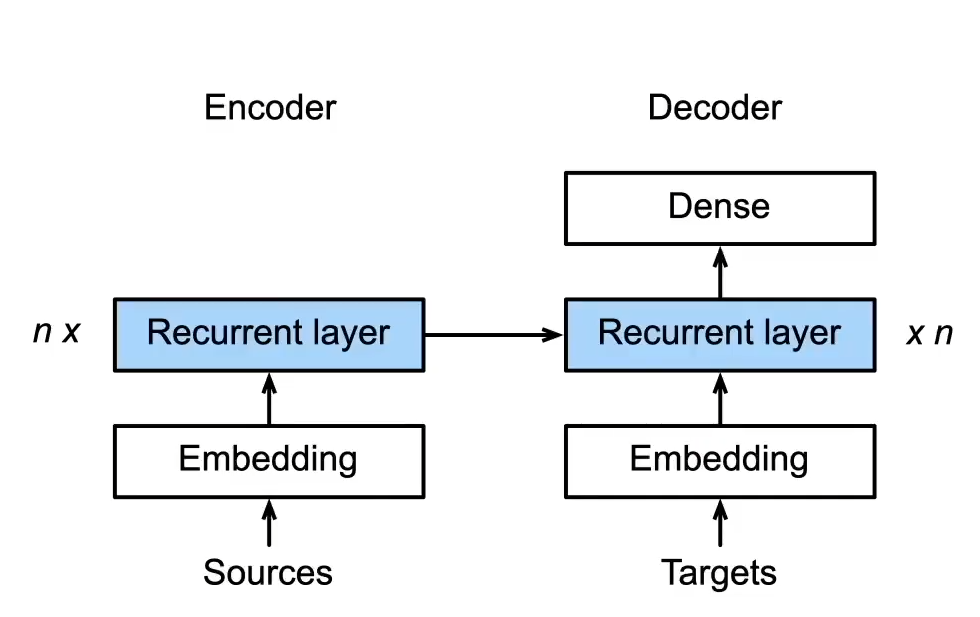 Encoder
Decoder
Dense
n x
Recurrent layer
Recurrent layer
x n
Embedding
Embedding
Sources
Targets